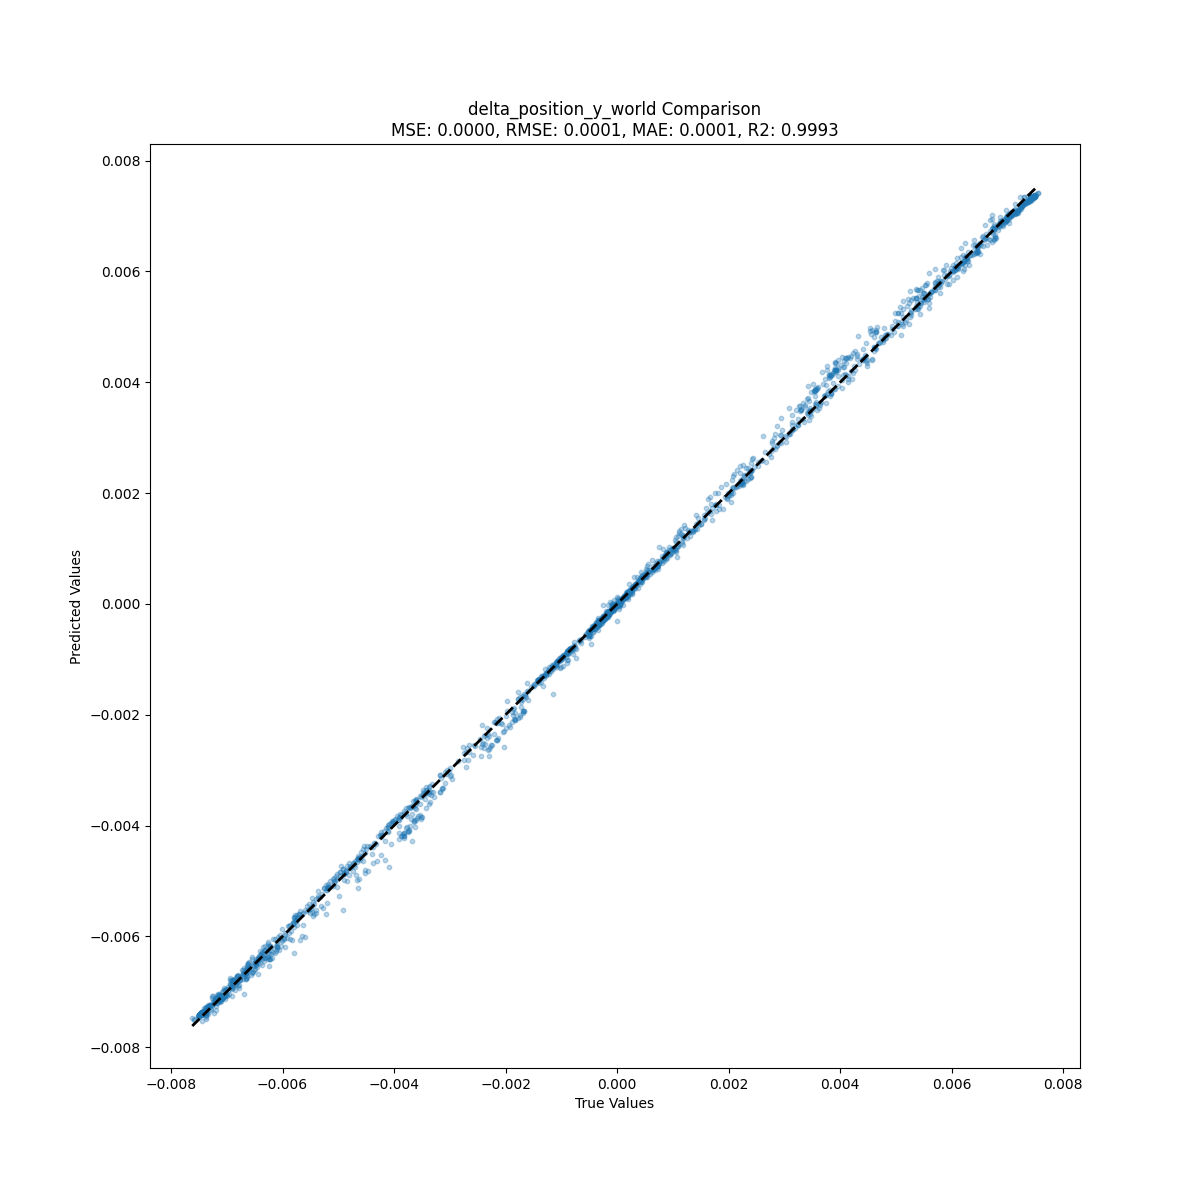 delta_position_y_world Comparison
MSE: 0.0000, RMSE: 0.0001, MAE: 0.0001, R2: 0.9993
0.008
0.006
0.004
0.002
0.000
−0.002
−0.004
−0.006
−0.008
Predicted Values
−0.008 −0.006 −0.004 −0.002 0.000 0.002 0.004 0.006 0.008
True Values